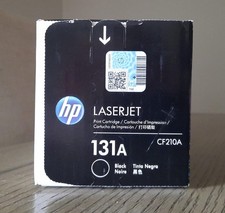 hp
LASERJET
Print Cartridge / Cartouche d'impression /
Cartucho de Impresión / 打印硒鼓
131A
CF210A
Black
Noire
Tinta Negra
黑色